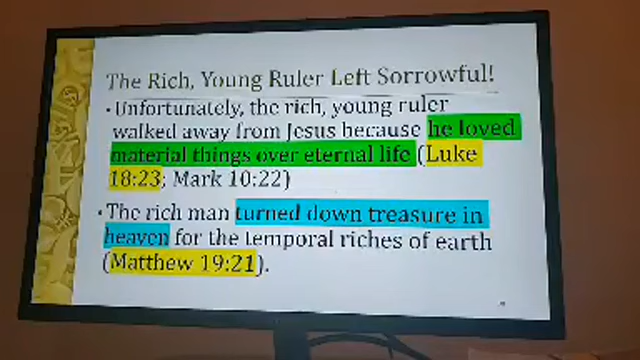 The Rich, Young Ruler Left Sorrowful!
• Unfortunately, the rich, young ruler
walked away from Jesus because he loved
material things over eternal life (Luke
18:23; Mark 10:22)
• The rich man turned down treasure in
heaven for the temporal riches of earth
(Matthew 19:21).